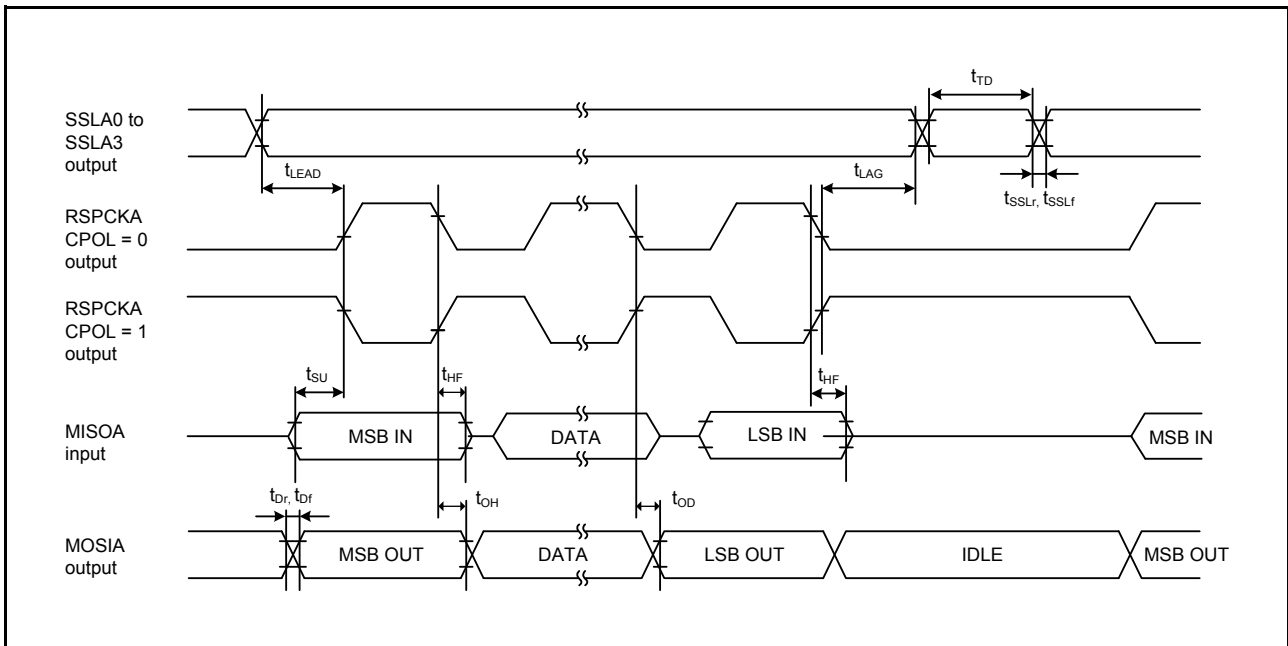 SSLA0 to
SSLA3
output
tTD
tLEAD
tLAG
tSSLr, tSSLf
RSPCKA
CPOL = 0
output
RSPCKA
CPOL = 1
output
tSU
tHF
tHF
MISOA
input
MSB IN
DATA
LSB IN
MSB IN
tDr, tDf
tOH
tOD
MOSIA
output
MSB OUT
DATA
LSB OUT
IDLE
MSB OUT